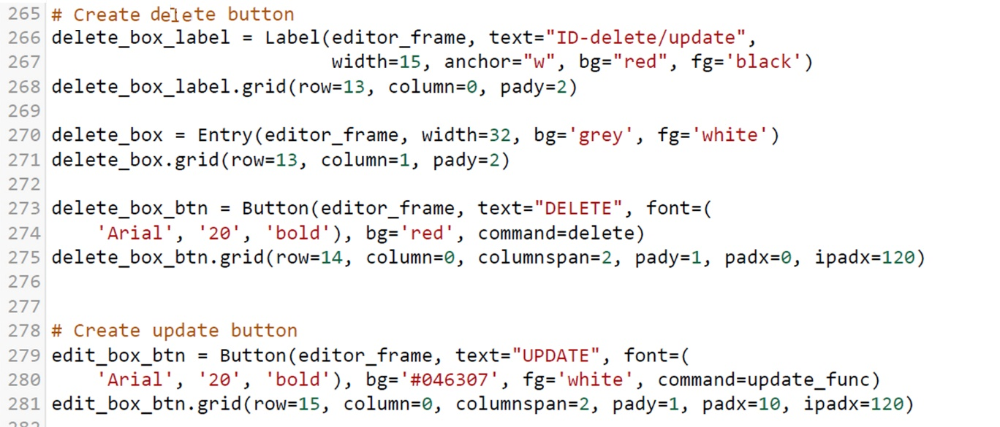 265 # Create delete button
266 delete_box_label = Label(editor_frame, text="ID-delete/update",
267                          width=15, anchor="w", bg="red", fg='black')
268 delete_box_label.grid(row=13, column=0, pady=2)
269
270 delete_box = Entry(editor_frame, width=32, bg='grey', fg='white')
271 delete_box.grid(row=13, column=1, pady=2)
272
273 delete_box_btn = Button(editor_frame, text="DELETE", font=(
274     'Arial', '20', 'bold'), bg='red', command=delete)
275 delete_box_btn.grid(row=14, column=0, columnspan=2, pady=1, padx=0, ipadx=120)
276
277
278 # Create update button
279 edit_box_btn = Button(editor_frame, text="UPDATE", font=(
280     'Arial', '20', 'bold'), bg='#046307', fg='white', command=update_func)
281 edit_box_btn.grid(row=15, column=0, columnspan=2, pady=1, padx=10, ipadx=120)
282